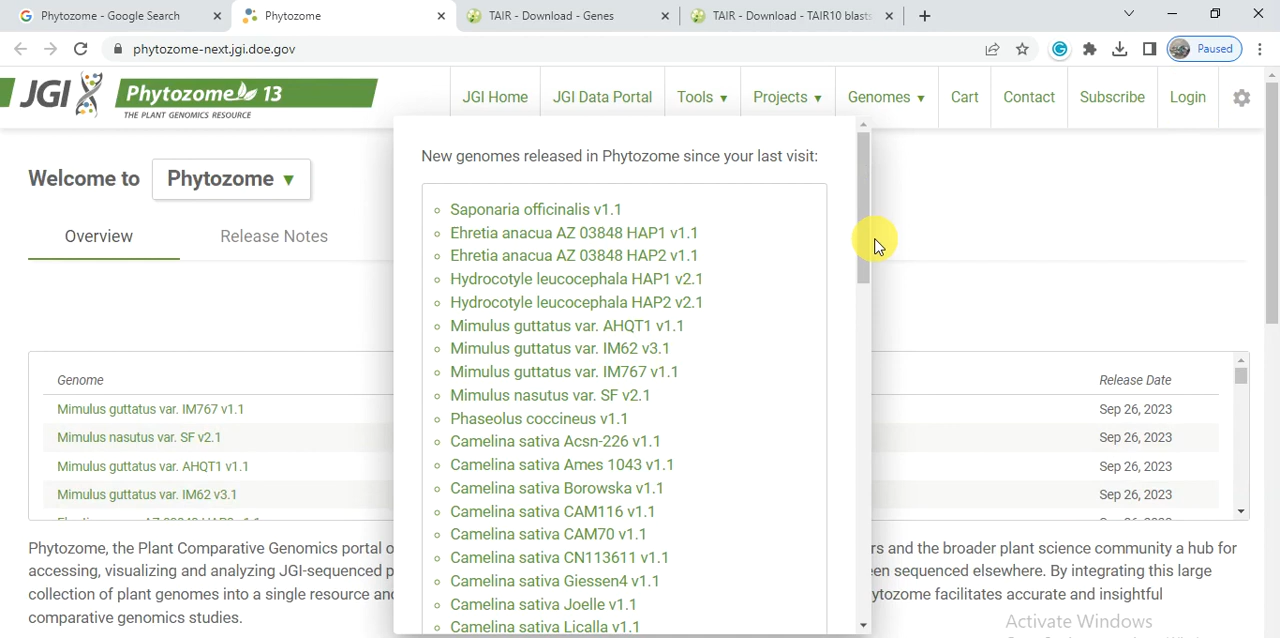 Phytozome - Google Search
Phytozome
TAIR - Download - Genes
TAIR - Download - TAIR10 blasts
phytozome-next.jgi.doe.gov
Paused
JGI Phytozome 13
THE PLANT GENOMICS RESOURCE
JGI Home
JGI Data Portal
Tools
Projects
Genomes
Cart
Contact
Subscribe
Login
Welcome to Phytozome
Overview
Release Notes
New genomes released in Phytozome since your last visit:
Saponaria officinalis v1.1
Ehretia anacua AZ 03848 HAP1 v1.1
Ehretia anacua AZ 03848 HAP2 v1.1
Hydrocotyle leucocephala HAP1 v2.1
Hydrocotyle leucocephala HAP2 v2.1
Mimulus guttatus var. AHQT1 v1.1
Mimulus guttatus var. IM62 v3.1
Mimulus guttatus var. IM767 v1.1
Mimulus nasutus var. SF v2.1
Phaseolus coccineus v1.1
Camelina sativa Acsn-226 v1.1
Camelina sativa Ames 1043 v1.1
Camelina sativa Borowska v1.1
Camelina sativa CAM116 v1.1
Camelina sativa CAM70 v1.1
Camelina sativa CN113611 v1.1
Camelina sativa Giessen4 v1.1
Camelina sativa Joelle v1.1
Camelina sativa Licalla v1.1
Genome
Release Date
Mimulus guttatus var. IM767 v1.1
Sep 26, 2023
Mimulus nasutus var. SF v2.1
Sep 26, 2023
Mimulus guttatus var. AHQT1 v1.1
Sep 26, 2023
Mimulus guttatus var. IM62 v3.1
Sep 26, 2023
Phytozome, the Plant Comparative Genomics portal o
rs and the broader plant science community a hub for
accessing, visualizing and analyzing JGI-sequenced p
en sequenced elsewhere. By integrating this large
collection of plant genomes into a single resource an
ytozome facilitates accurate and insightful
comparative genomics studies.
Activate Windows